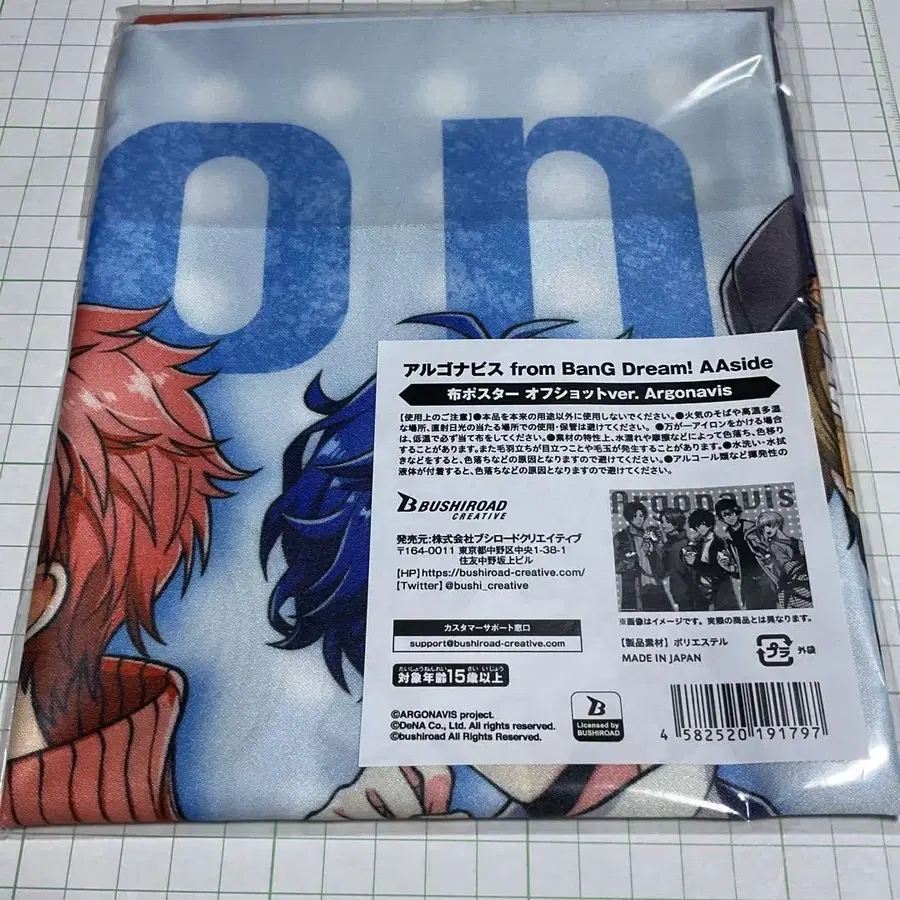 on
アルゴナビス from BanG Dream! AAside
布ポスター オフショットver. Argonavis
【使用上のご注意】●本品を本来の用途以外に使用しないでください。●火気のそばや高温多湿
な場所、直射日光の当たる場所での使用・保管は避けてください。●万が一アイロンをかける場合
は、低温で必ず当て布をしてください。●素材の特性上、水濡れや摩擦などによって色落ち、色移り
することがあります。また毛羽立ちが目立つことや毛玉が発生することがあります。●水洗い・水拭
きなどをすると、色落ちなどの原因となりますので避けてください。●アルコール類など揮発性の
液体が付着すると、色落ちなどの原因となりますので避けてください。
BUSHIROAD
CREATIVE
発売元:株式会社ブシロードクリエイティブ
〒164-0011 東京都中野区中央1-38-1
住友中野坂上ビル
【HP】https://bushiroad-creative.com/
【Twitter】@bushi_creative
カスタマーサポート窓口
support@bushiroad-creative.com
たいしょうねんれい さい いじょう
対象年齢15歳以上
©ARGONAVIS project.
©DeNA Co., Ltd. All rights reserved.
©bushiroad All Rights Reserved.
Argonavis
※画像はイメージです。実際の商品とは異なります。
【製品素材】ポリエステル
MADE IN JAPAN
プラ 外袋
Licensed by
BUSHIROAD
4 582520 191797